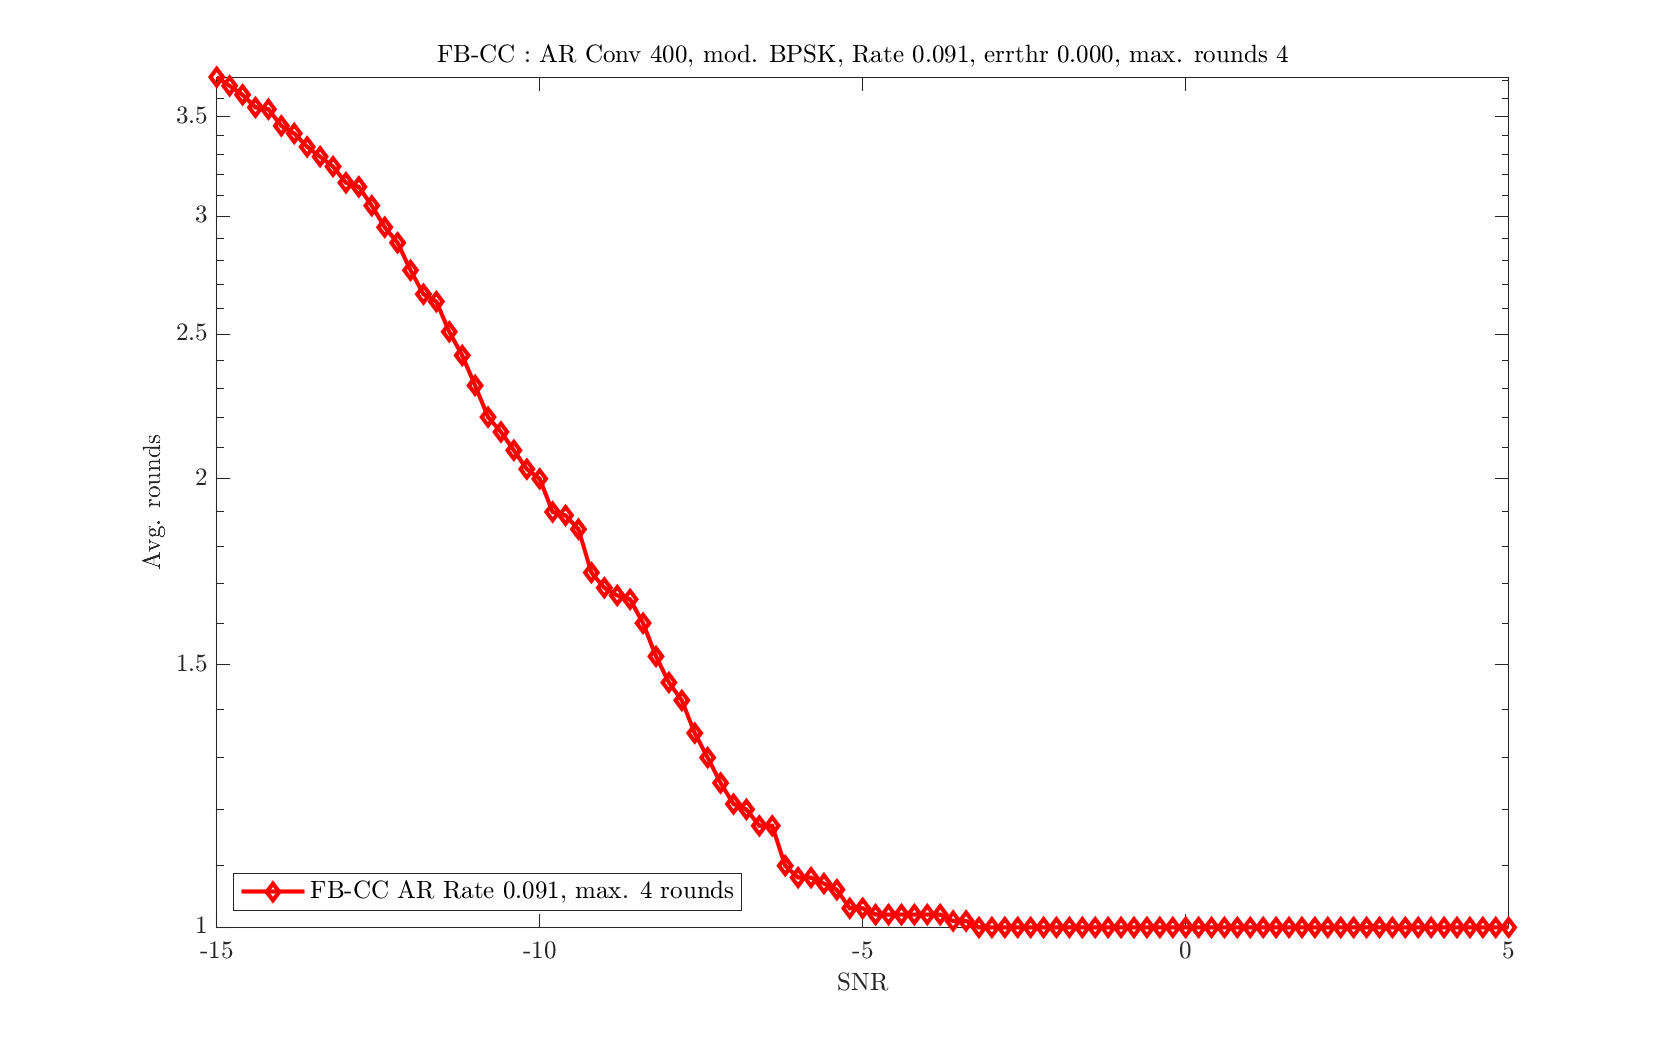 FB-CC : AR Conv 400, mod. BPSK, Rate 0.091, errthr 0.000, max. rounds 4
3.5
3
2.5
2
1.5
1
Avg. rounds
FB-CC AR Rate 0.091, max. 4 rounds
-15 -10 -5 0 5
SNR